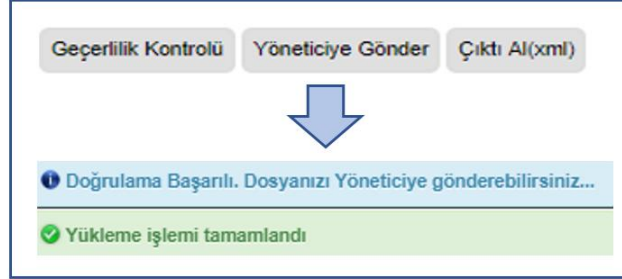 Geçerlilik Kontrolü Yöneticiye Gönder Çıktı Al(xml)
Doğrulama Başarılı. Dosyanızı Yöneticiye gönderebilirsiniz...
Yükleme işlemi tamamlandı